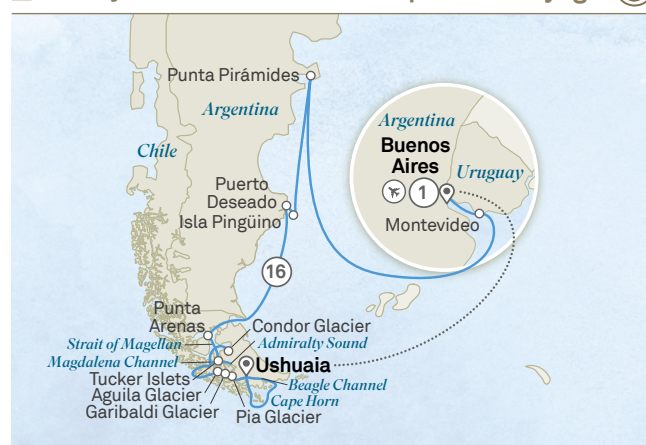 Punta Pirámides
Argentina
Chile
Argentina
Buenos
Aires
1
Uruguay
Montevideo
Puerto
Deseado
Isla Pingüino
16
Punta
Arenas
Strait of Magellan
Magdalena Channel
Condor Glacier
Admiralty Sound
Ushuaia
Tucker Islets
Aguila Glacier
Garibaldi Glacier
Pia Glacier
Beagle Channel
Cape Horn